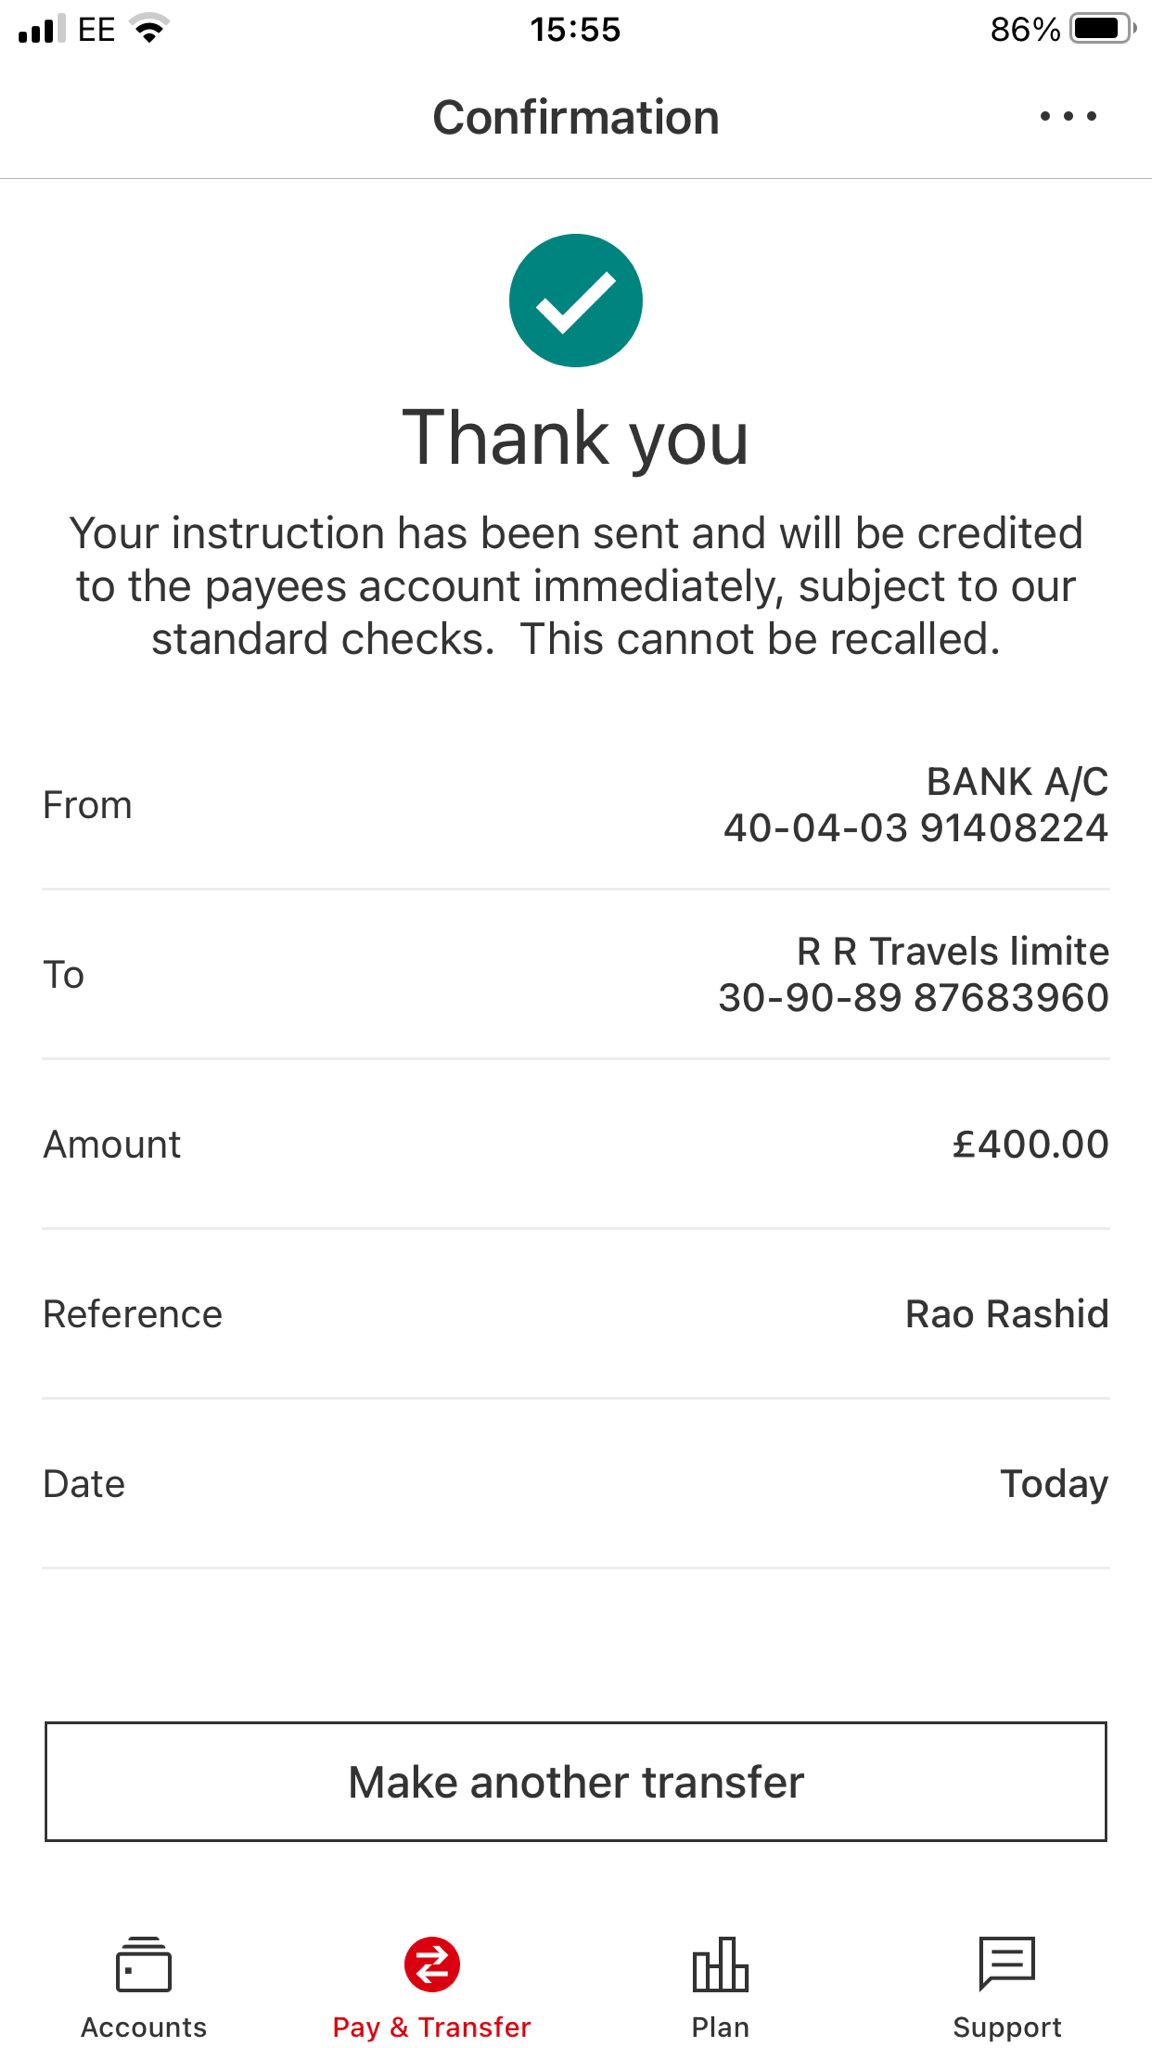 EE 15:55 86%
Confirmation
Thank you
Your instruction has been sent and will be credited
to the payees account immediately, subject to our
standard checks.  This cannot be recalled.
From
BANK A/C
40-04-03 91408224
To
R R Travels limite
30-90-89 87683960
Amount £400.00
Reference Rao Rashid
Date Today
Make another transfer
Accounts Pay & Transfer Plan Support